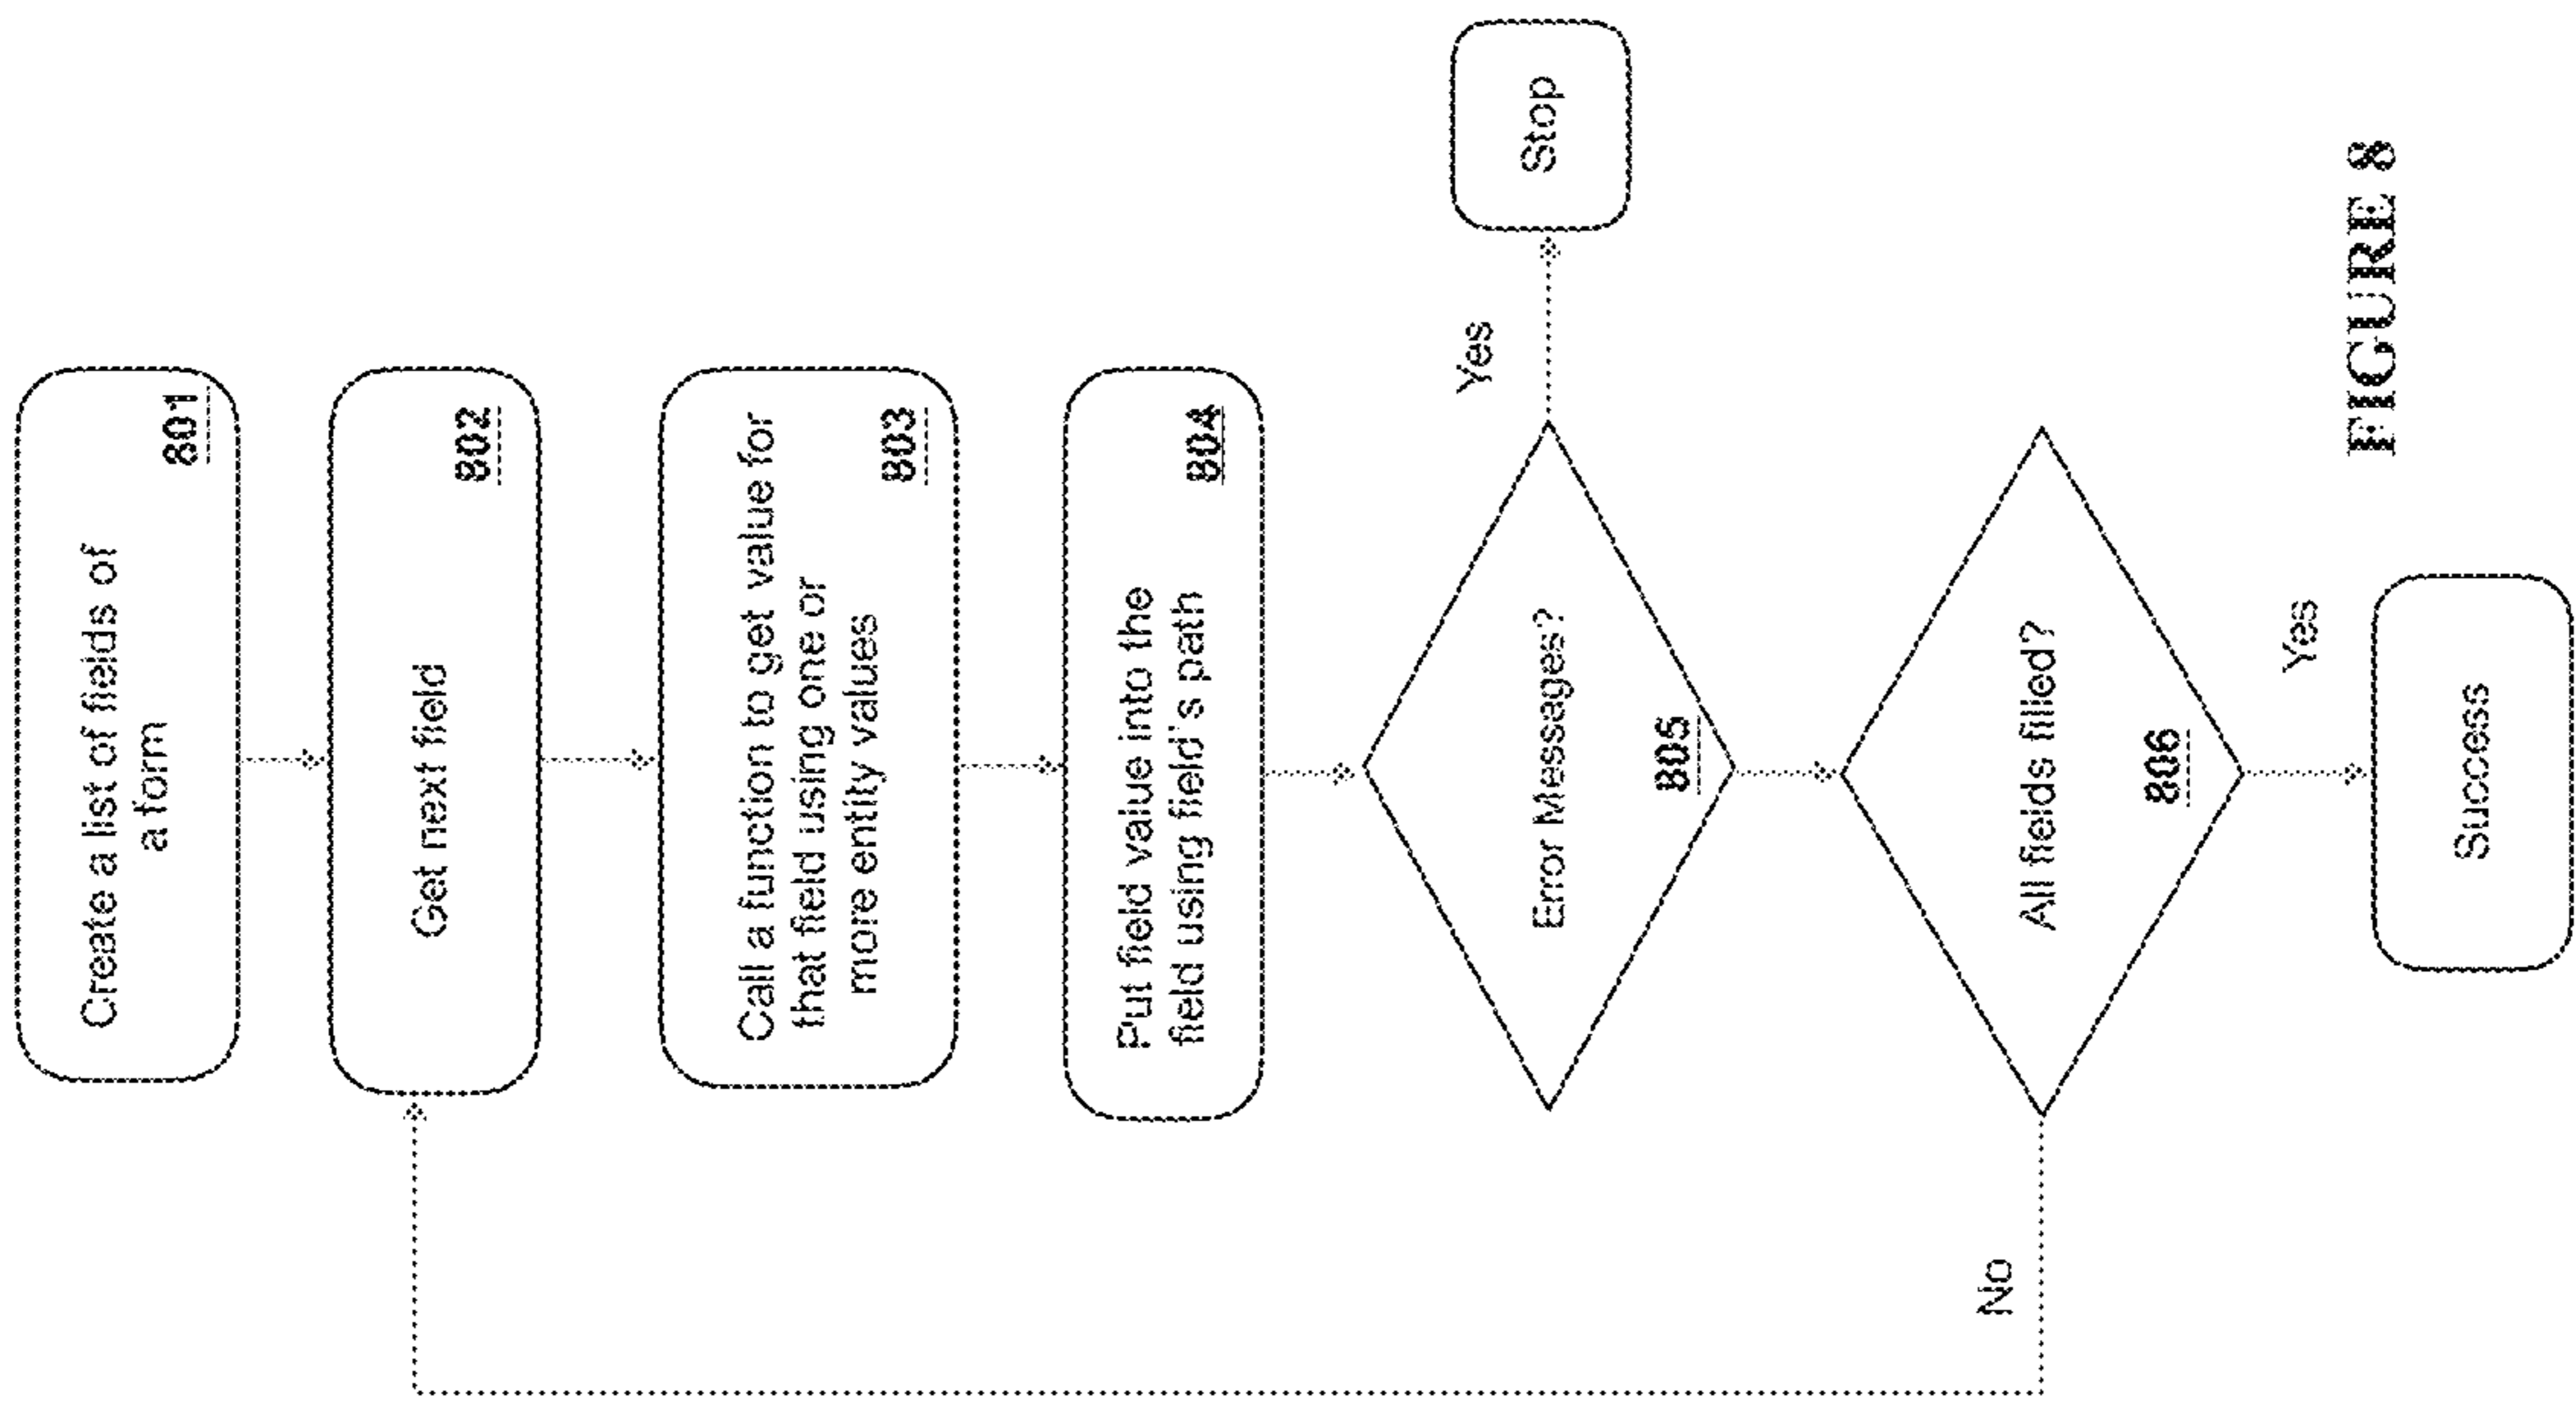 Create a list of fields of
a form
801
Get next field
802
Call a function to get value for
that field using one or
more entity values
803
Put field value into the
field using field's path
804
Error Messages?
805
Yes
Stop
All fields filled?
806
No
Yes
Success
FIGURE 8